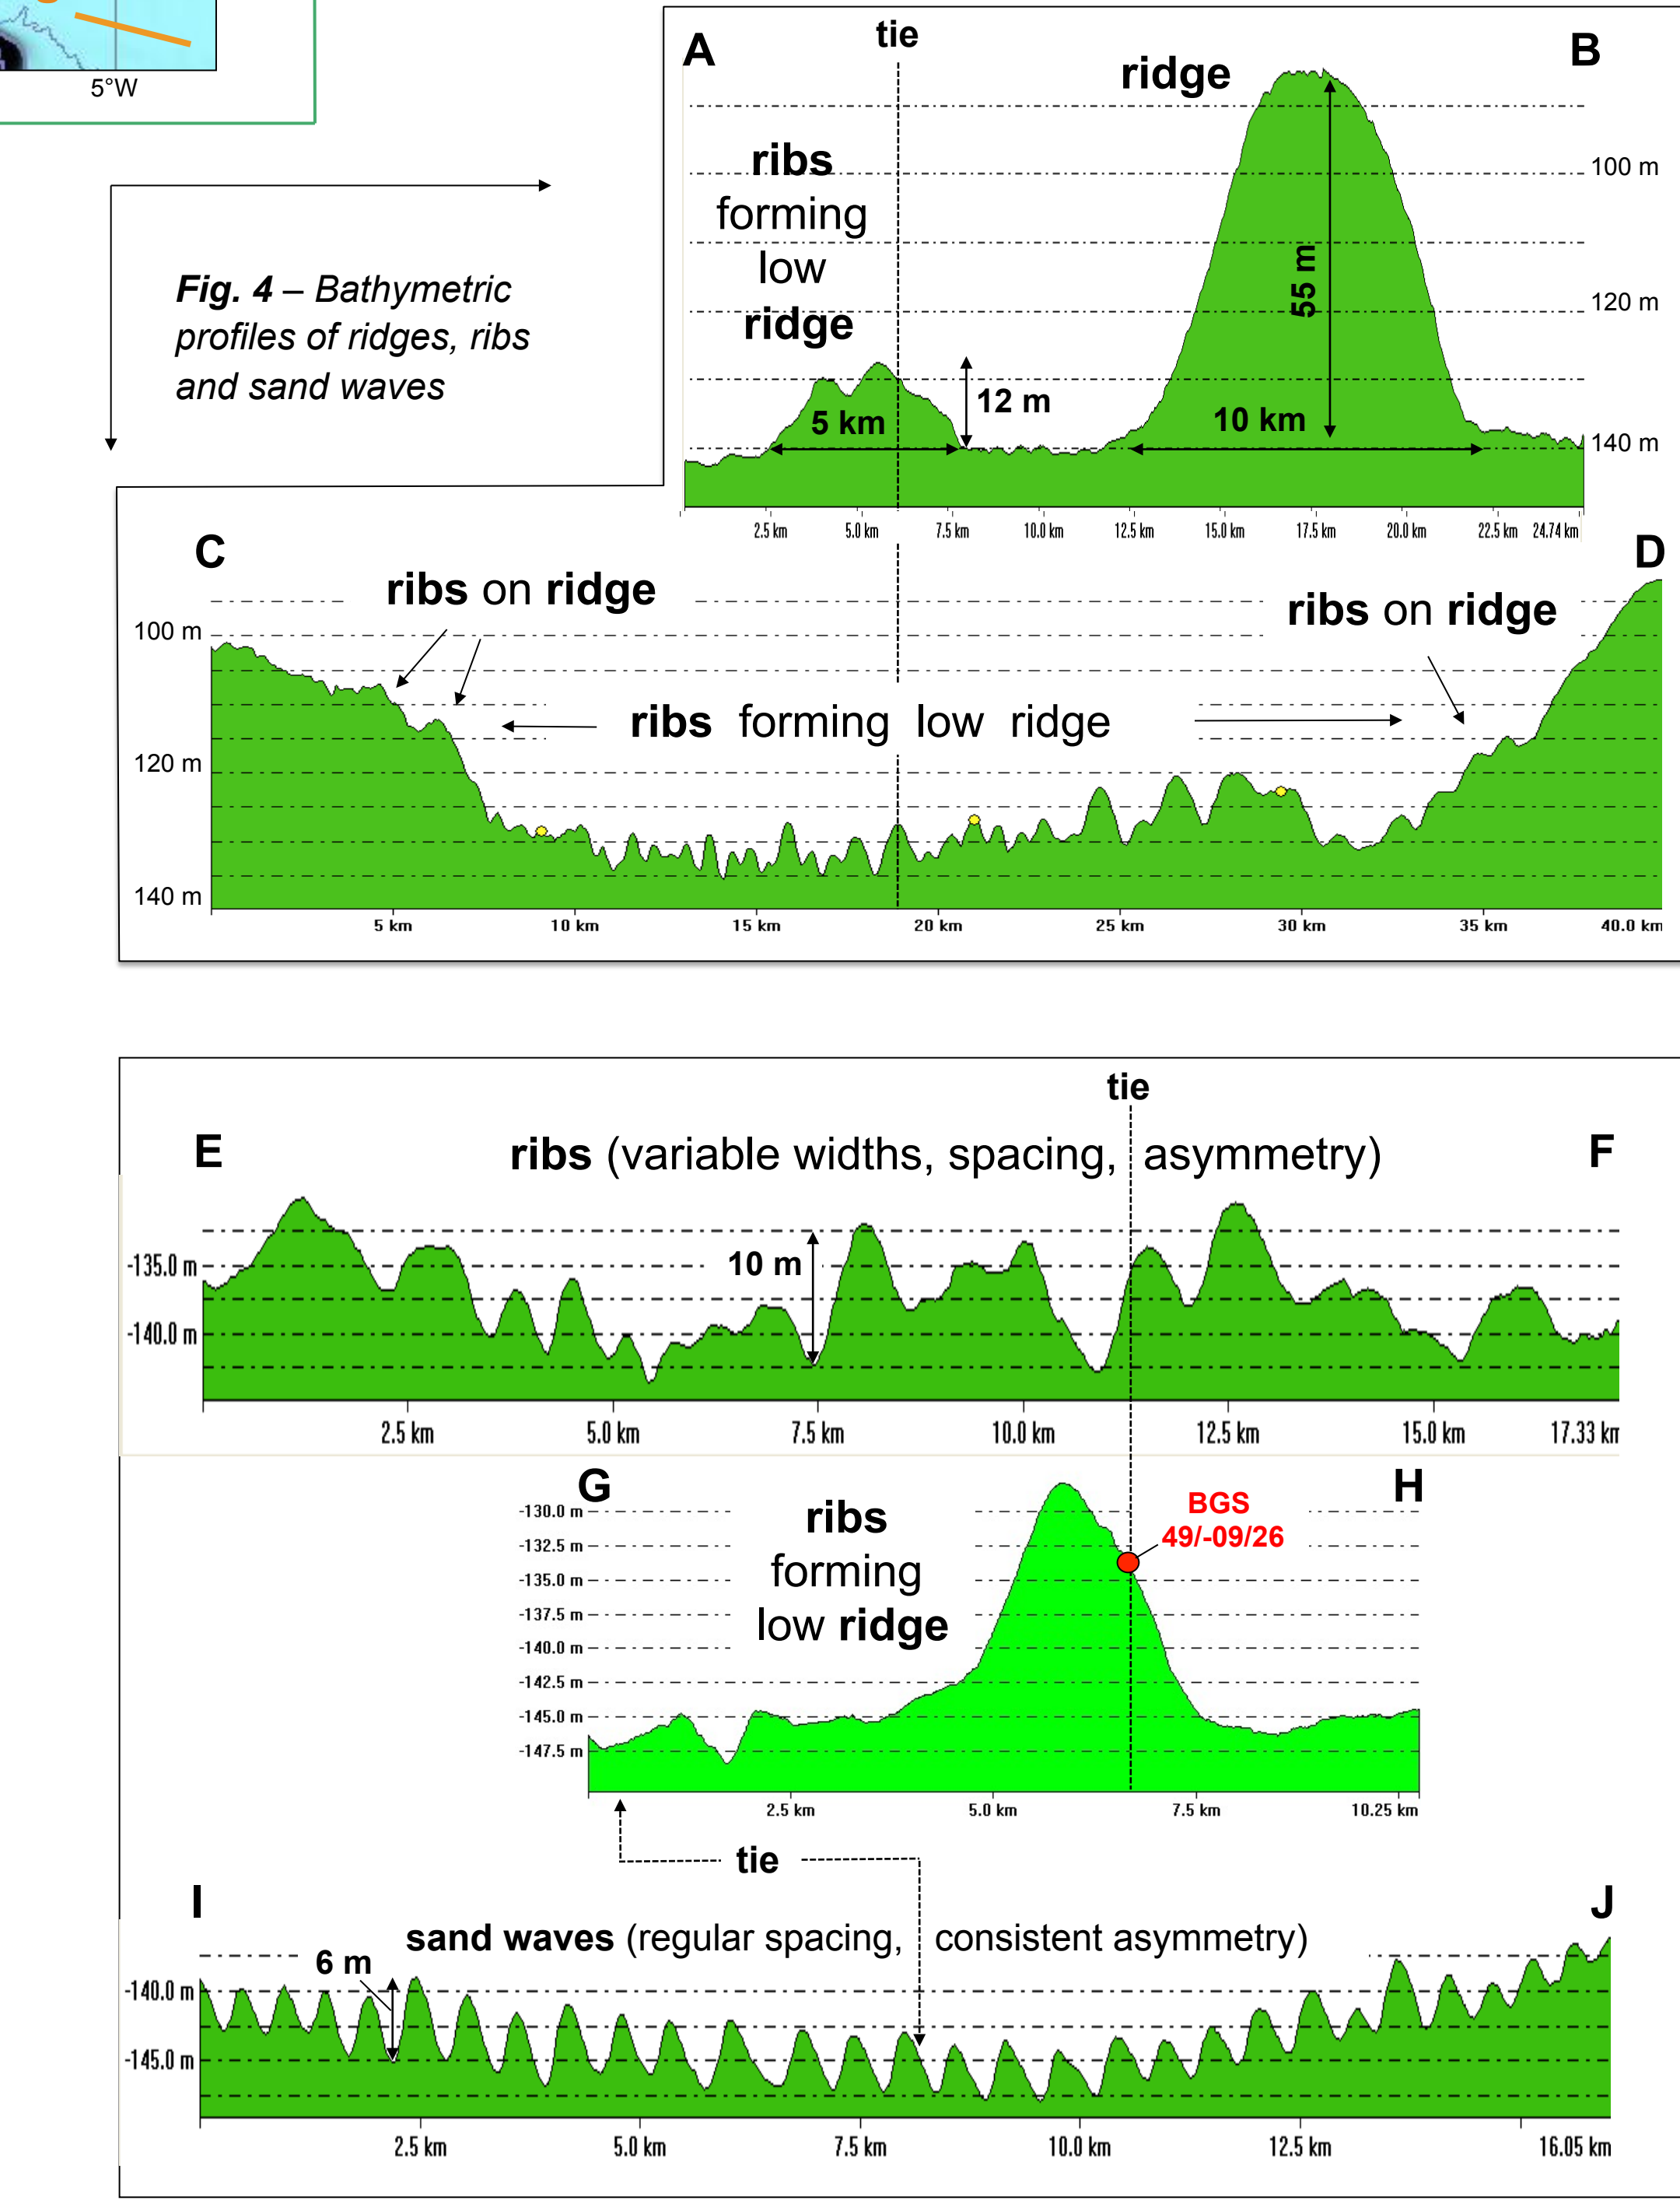 5°W
Fig. 4 – Bathymetric
profiles of ridges, ribs
and sand waves
A
tie
ridge
B
ribs
forming
low
ridge
100 m
120 m
140 m
55 m
12 m
5 km
10 km
2.5 km 5.0 km 7.5 km 10.0 km 12.5 km 15.0 km 17.5 km 20.0 km 22.5 km 24.74 km
C
D
ribs on ridge
ribs on ridge
ribs forming low ridge
100 m
120 m
140 m
5 km 10 km 15 km 20 km 25 km 30 km 35 km 40.0 km
tie
E
ribs (variable widths, spacing, asymmetry)
F
-135.0 m
10 m
-140.0 m
2.5 km 5.0 km 7.5 km 10.0 km 12.5 km 15.0 km 17.33 km
G
H
ribs
forming
low ridge
BGS
49/-09/26
-130.0 m
-132.5 m
-135.0 m
-137.5 m
-140.0 m
-142.5 m
-145.0 m
-147.5 m
2.5 km 5.0 km 7.5 km 10.25 km
tie
I
J
sand waves (regular spacing, consistent asymmetry)
6 m
-140.0 m
-145.0 m
2.5 km 5.0 km 7.5 km 10.0 km 12.5 km 16.05 km